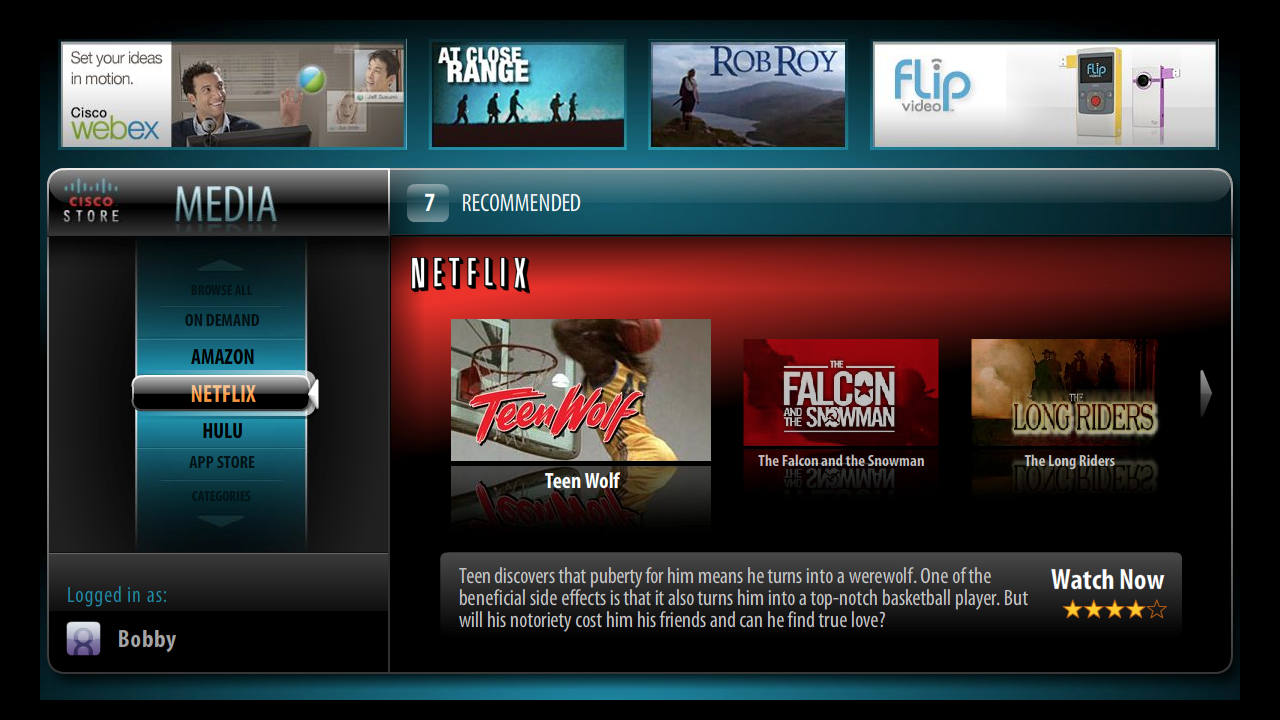 Set your ideas
in motion.
Cisco
webex
Jeff Susumi
AT CLOSE
RANGE
ROB ROY
flip
video
flip
CISCO
STORE
MEDIA
7 RECOMMENDED
BROWSE ALL
ON DEMAND
AMAZON
NETFLIX
HULU
APP STORE
CATEGORIES
Logged in as:
Bobby
NETFLIX
Teen Wolf
Teen Wolf
THE
FALCON
AND THE SNOWMAN
The Falcon and the Snowman
THE
LONG RIDERS
The Long Riders
Teen discovers that puberty for him means he turns into a werewolf. One of the
beneficial side effects is that it also turns him into a top-notch basketball player. But
will his notoriety cost him his friends and can he find true love?
Watch Now